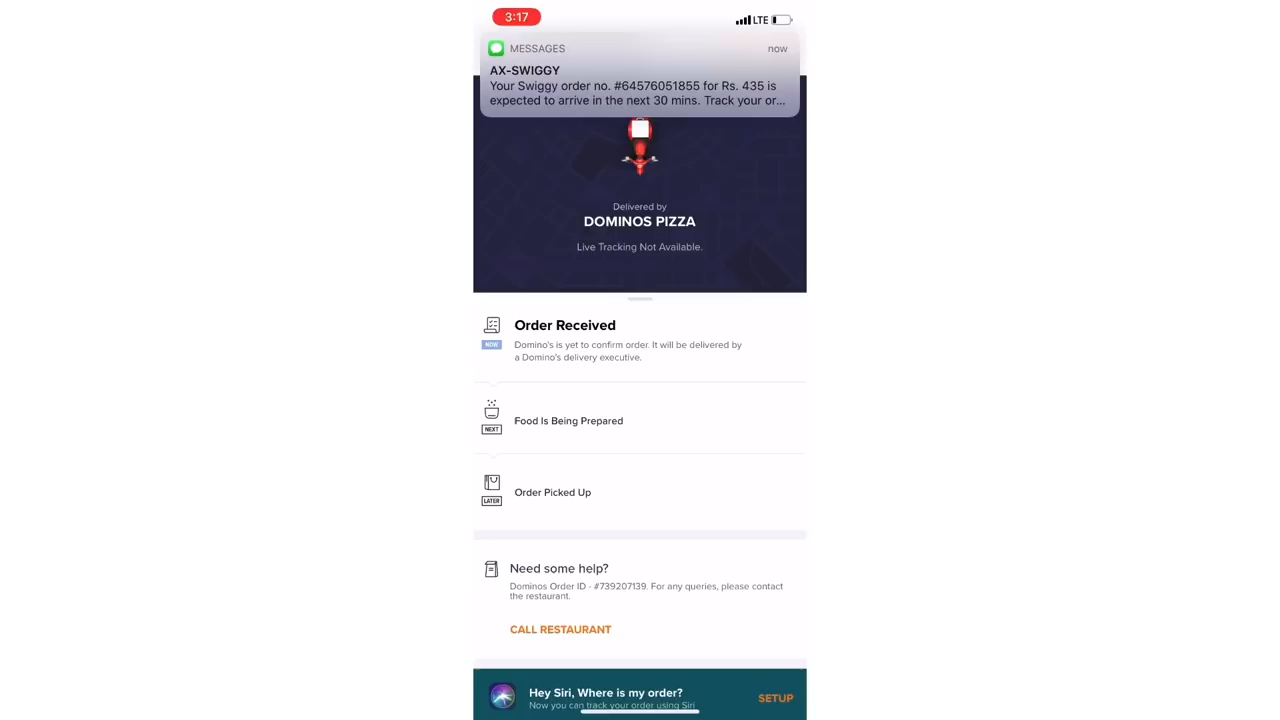 3:17
LTE
MESSAGES
now
AX-SWIGGY
Your Swiggy order no. #64576051855 for Rs. 435 is
expected to arrive in the next 30 mins. Track your or...
Delivered by
DOMINOS PIZZA
Live Tracking Not Available.
Order Received
NOW
Domino's is yet to confirm order. It will be delivered by
a Domino's delivery executive.
Food Is Being Prepared
NEXT
Order Picked Up
LATER
Need some help?
Dominos Order ID - #739207139. For any queries, please contact
the restaurant.
CALL RESTAURANT
Hey Siri, Where is my order?
SETUP
Now you can track your order using Siri